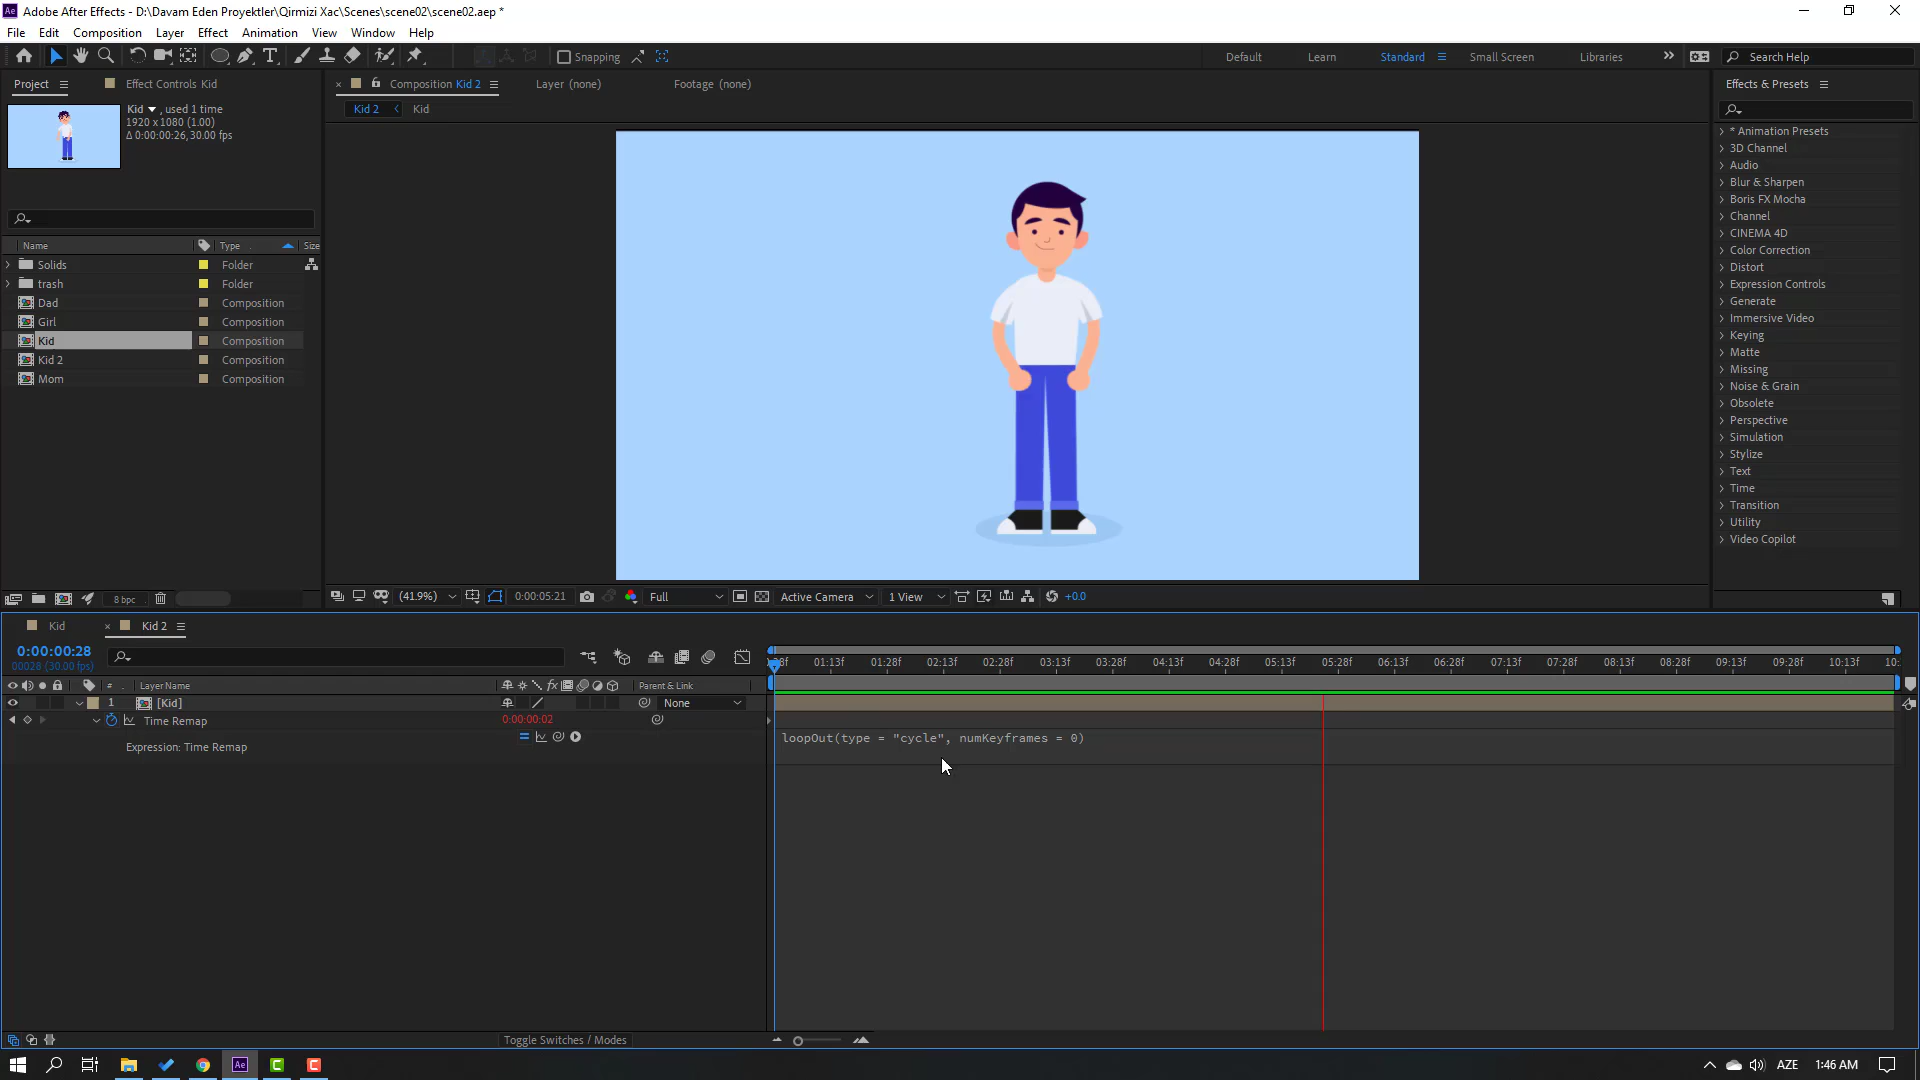 Adobe After Effects - D:\Davam Eden Proyektler\Qirmizi Xac\Scenes\scene02\scene02.aep *
File Edit Composition Layer Effect Animation View Window Help
Snapping
Default Learn Standard Small Screen Libraries Search Help
Project Effect Controls Kid
Composition Kid 2 Layer (none) Footage (none)
Effects & Presets
Kid 2 Kid
Kid , used 1 time
1920 x 1080 (1.00)
Δ 0:00:00:26, 30.00 fps
Name Type Size
Solids Folder
trash Folder
Dad Composition
Girl Composition
Kid Composition
Kid 2 Composition
Mom Composition
8 bpc
* Animation Presets
3D Channel
Audio
Blur & Sharpen
Boris FX Mocha
Channel
CINEMA 4D
Color Correction
Distort
Expression Controls
Generate
Immersive Video
Keying
Matte
Missing
Noise & Grain
Obsolete
Perspective
Simulation
Stylize
Text
Time
Transition
Utility
Video Copilot
(41.9%) 0:00:05:21 Full Active Camera 1 View +0.0
Kid Kid 2
0:00:00:28
00028 (30.00 fps)
:28f 01:13f 01:28f 02:13f 02:28f 03:13f 03:28f 04:13f 04:28f 05:13f 05:28f 06:13f 06:28f 07:13f 07:28f 08:13f 08:28f 09:13f 09:28f 10:13f 10:
# Layer Name fx Parent & Link
1 [Kid] None
Time Remap 0:00:00:02
Expression: Time Remap
loopOut(type = "cycle", numKeyframes = 0)
Toggle Switches / Modes
Ae AZE 1:46 AM